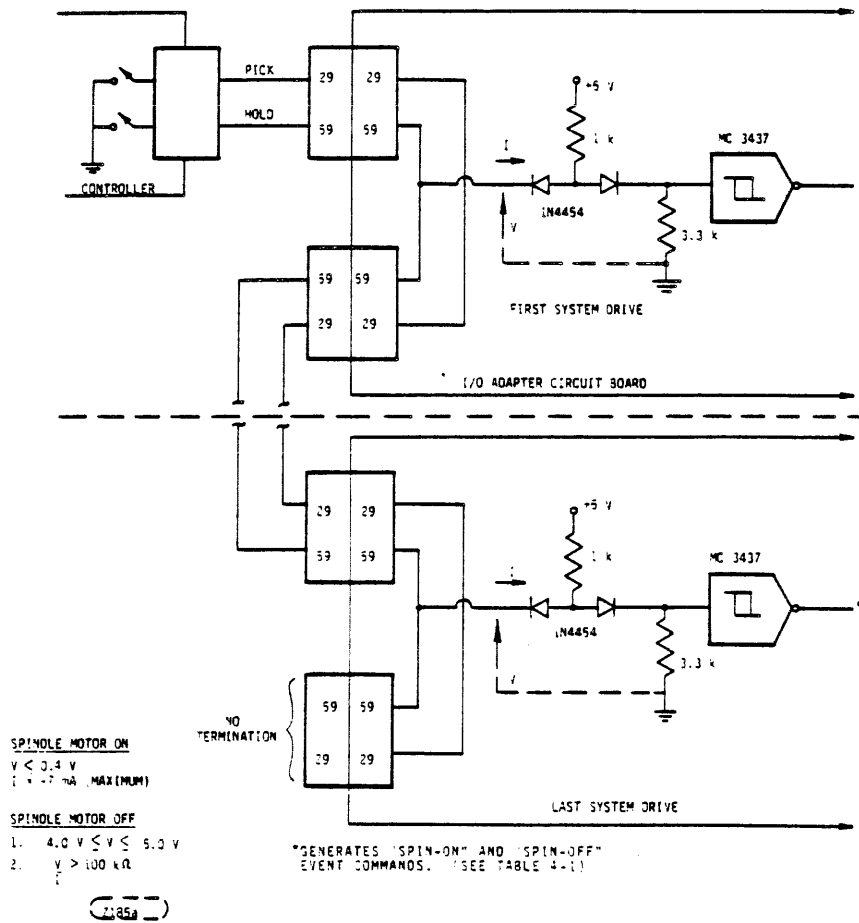 PICK
29 29
HOLD
59 59
CONTROLLER
+5 V
1 k
MC 3437
I
1N4454
V
3.3 k
59 59
29 29
FIRST SYSTEM DRIVE
I/O ADAPTER CIRCUIT BOARD
29 29
59 59
+5 V
1 k
MC 3437
I
1N4454
V
3.3 k
*
59 59
29 29
NO
TERMINATION
LAST SYSTEM DRIVE
SPINDLE MOTOR ON
V < 0.4 V
mA (MAXIMUM)
SPINDLE MOTOR OFF
1. 4.0 V ≤ V ≤ 5.0 V
2. V/I > 100 kΩ
*GENERATES "SPIN-ON" AND "SPIN-OFF"
EVENT COMMANDS. (SEE TABLE 4-1)